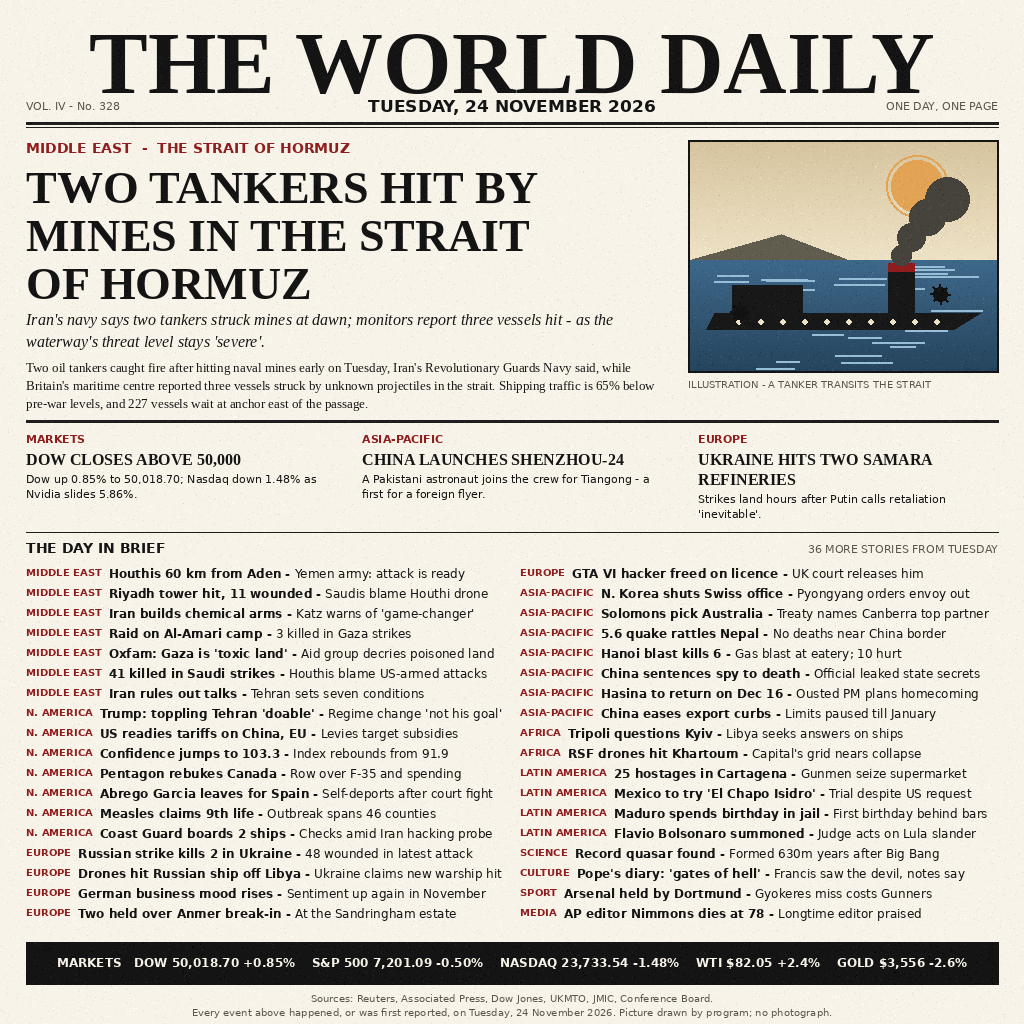 THE WORLD DAILY
VOL. IV - No. 328
TUESDAY, 24 NOVEMBER 2026
ONE DAY, ONE PAGE
MIDDLE EAST - THE STRAIT OF HORMUZ
TWO TANKERS HIT BY
MINES IN THE STRAIT
OF HORMUZ
Iran's navy says two tankers struck mines at dawn; monitors report three vessels hit - as the
waterway's threat level stays 'severe'.
Two oil tankers caught fire after hitting naval mines early on Tuesday, Iran's Revolutionary Guards Navy said, while
Britain's maritime centre reported three vessels struck by unknown projectiles in the strait. Shipping traffic is 65% below
pre-war levels, and 227 vessels wait at anchor east of the passage.
ILLUSTRATION - A TANKER TRANSITS THE STRAIT
MARKETS
DOW CLOSES ABOVE 50,000
Dow up 0.85% to 50,018.70; Nasdaq down 1.48% as
Nvidia slides 5.86%.
ASIA-PACIFIC
CHINA LAUNCHES SHENZHOU-24
A Pakistani astronaut joins the crew for Tiangong - a
first for a foreign flyer.
EUROPE
UKRAINE HITS TWO SAMARA
REFINERIES
Strikes land hours after Putin calls retaliation
'inevitable'.
THE DAY IN BRIEF
36 MORE STORIES FROM TUESDAY
MIDDLE EAST Houthis 60 km from Aden - Yemen army: attack is ready
MIDDLE EAST Riyadh tower hit, 11 wounded - Saudis blame Houthi drone
MIDDLE EAST Iran builds chemical arms - Katz warns of 'game-changer'
MIDDLE EAST Raid on Al-Amari camp - 3 killed in Gaza strikes
MIDDLE EAST Oxfam: Gaza is 'toxic land' - Aid group decries poisoned land
MIDDLE EAST 41 killed in Saudi strikes - Houthis blame US-armed attacks
MIDDLE EAST Iran rules out talks - Tehran sets seven conditions
N. AMERICA Trump: toppling Tehran 'doable' - Regime change 'not his goal'
N. AMERICA US readies tariffs on China, EU - Levies target subsidies
N. AMERICA Confidence jumps to 103.3 - Index rebounds from 91.9
N. AMERICA Pentagon rebukes Canada - Row over F-35 and spending
N. AMERICA Abrego Garcia leaves for Spain - Self-deports after court fight
N. AMERICA Measles claims 9th life - Outbreak spans 46 counties
N. AMERICA Coast Guard boards 2 ships - Checks amid Iran hacking probe
EUROPE Russian strike kills 2 in Ukraine - 48 wounded in latest attack
EUROPE Drones hit Russian ship off Libya - Ukraine claims new warship hit
EUROPE German business mood rises - Sentiment up again in November
EUROPE Two held over Anmer break-in - At the Sandringham estate
EUROPE GTA VI hacker freed on licence - UK court releases him
ASIA-PACIFIC N. Korea shuts Swiss office - Pyongyang orders envoy out
ASIA-PACIFIC Solomons pick Australia - Treaty names Canberra top partner
ASIA-PACIFIC 5.6 quake rattles Nepal - No deaths near China border
ASIA-PACIFIC Hanoi blast kills 6 - Gas blast at eatery; 10 hurt
ASIA-PACIFIC China sentences spy to death - Official leaked state secrets
ASIA-PACIFIC Hasina to return on Dec 16 - Ousted PM plans homecoming
ASIA-PACIFIC China eases export curbs - Limits paused till January
AFRICA Tripoli questions Kyiv - Libya seeks answers on ships
AFRICA RSF drones hit Khartoum - Capital's grid nears collapse
LATIN AMERICA 25 hostages in Cartagena - Gunmen seize supermarket
LATIN AMERICA Mexico to try 'El Chapo Isidro' - Trial despite US request
LATIN AMERICA Maduro spends birthday in jail - First birthday behind bars
LATIN AMERICA Flavio Bolsonaro summoned - Judge acts on Lula slander
SCIENCE Record quasar found - Formed 630m years after Big Bang
CULTURE Pope's diary: 'gates of hell' - Francis saw the devil, notes say
SPORT Arsenal held by Dortmund - Gyokeres miss costs Gunners
MEDIA AP editor Nimmons dies at 78 - Longtime editor praised
MARKETS DOW 50,018.70 +0.85% S&P 500 7,201.09 -0.50% NASDAQ 23,733.54 -1.48% WTI $82.05 +2.4% GOLD $3,556 -2.6%
Sources: Reuters, Associated Press, Dow Jones, UKMTO, JMIC, Conference Board.
Every event above happened, or was first reported, on Tuesday, 24 November 2026. Picture drawn by program; no photograph.